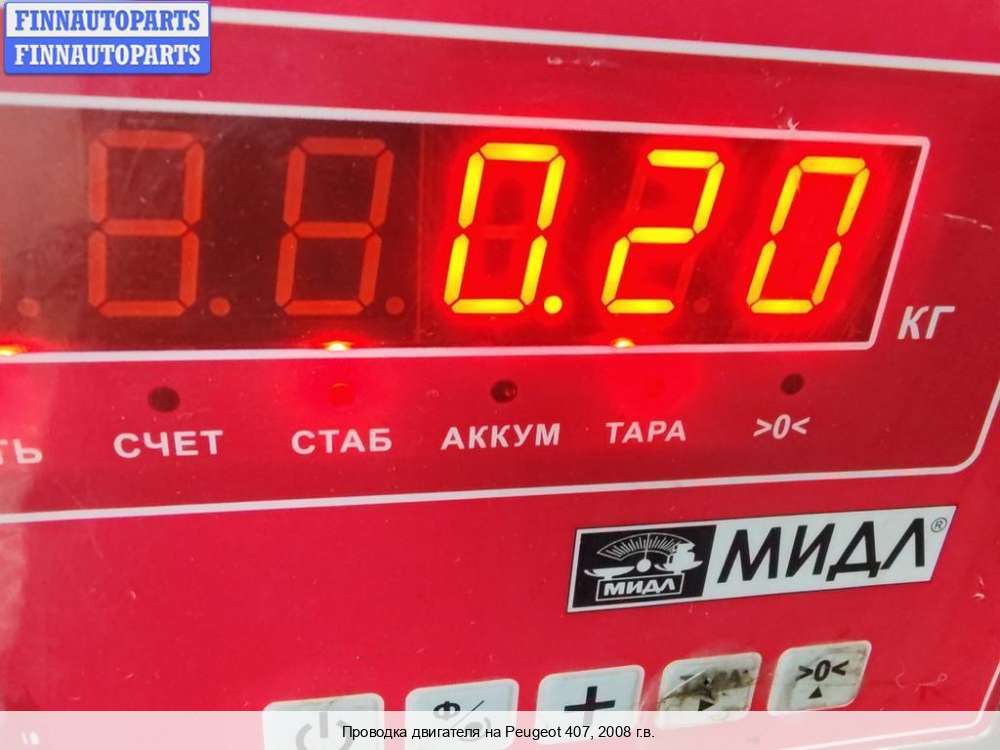 FINNAUTOPARTS
FINNAUTOPARTS
0.20
КГ
ТЬ
СЧЕТ
СТАБ
АККУМ
ТАРА
>0<
МИДЛ
МИДЛ®
Ф
+
>0<
Проводка двигателя на Peugeot 407, 2008 г.в.